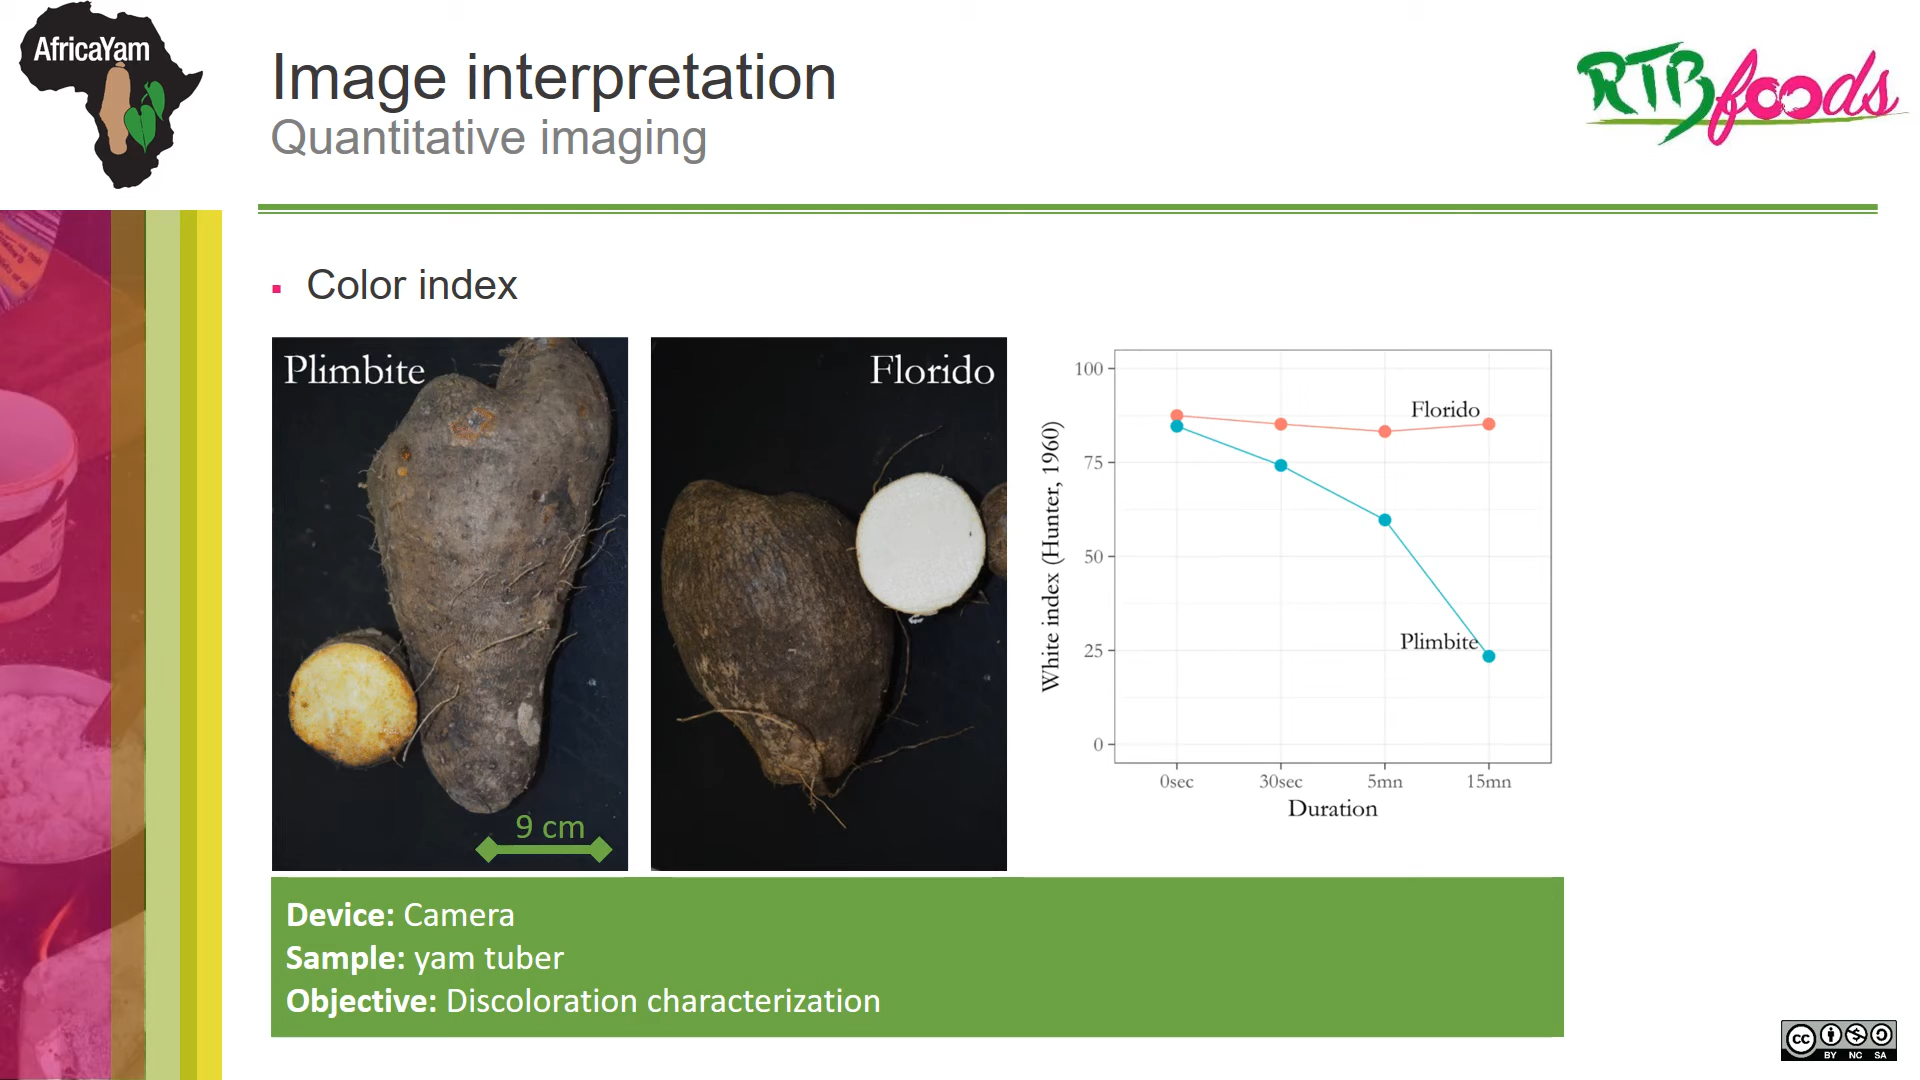 AfricaYam
Image interpretation
Quantitative imaging
RTBfoods
▪ Color index
Plimbite
9 cm
Florido
White index (Hunter, 1960)
100
75
50
25
0
Florido
Plimbite
0sec 30sec 5mn 15mn
Duration
Device: Camera
Sample: yam tuber
Objective: Discoloration characterization
cc
BY NC SA